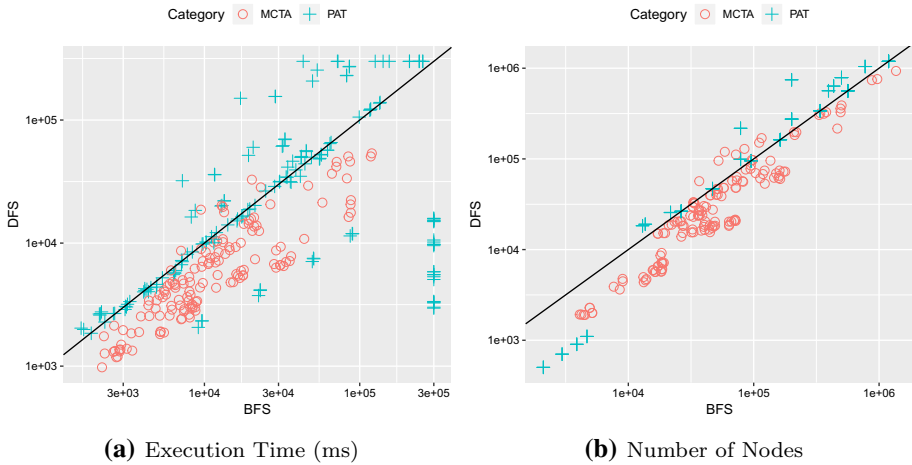 Category MCTA PAT
Category MCTA PAT
1e+05
1e+04
1e+03
DFS
3e+03 1e+04 3e+04 1e+05 3e+05
BFS
1e+06
1e+05
1e+04
1e+03
DFS
1e+04 1e+05 1e+06
BFS
(a) Execution Time (ms)
(b) Number of Nodes